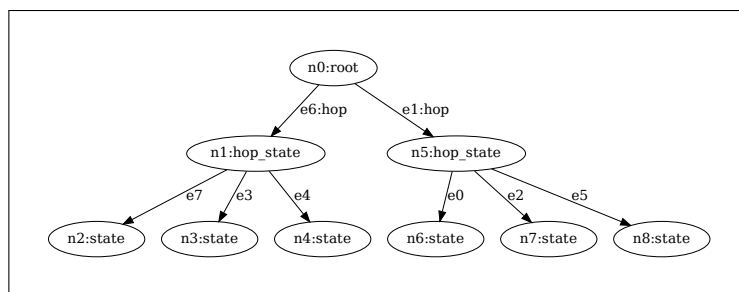 n0:root
e6:hop e1:hop
n1:hop_state n5:hop_state
e7 e3 e4 e0 e2 e5
n2:state n3:state n4:state n6:state n7:state n8:state